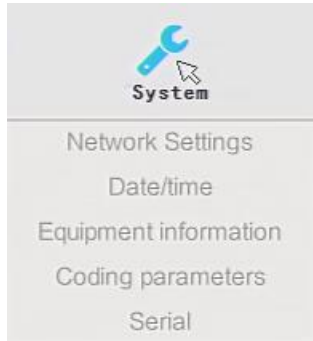 System
Network Settings
Date/time
Equipment information
Coding parameters
Serial